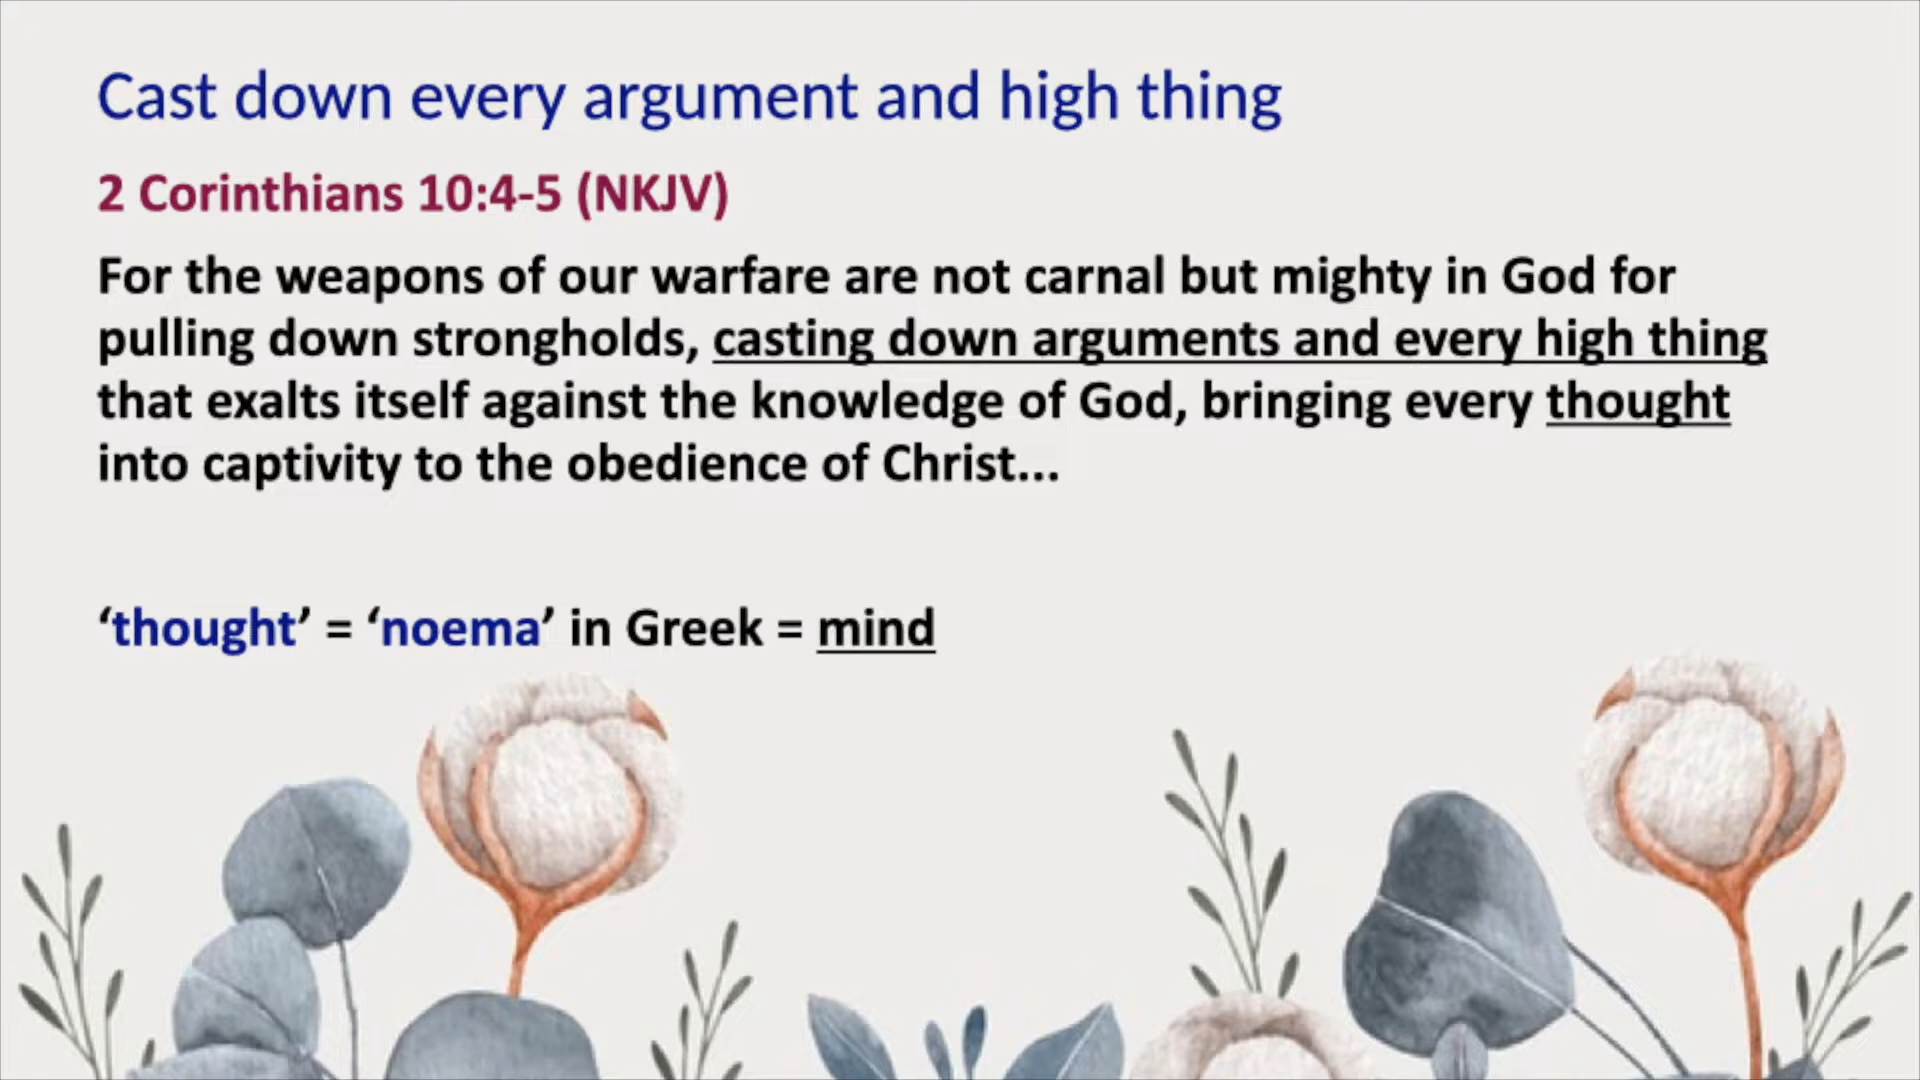 Cast down every argument and high thing
2 Corinthians 10:4-5 (NKJV)
For the weapons of our warfare are not carnal but mighty in God for
pulling down strongholds, casting down arguments and every high thing
that exalts itself against the knowledge of God, bringing every thought
into captivity to the obedience of Christ...
‘thought’ = ‘noema’ in Greek = mind